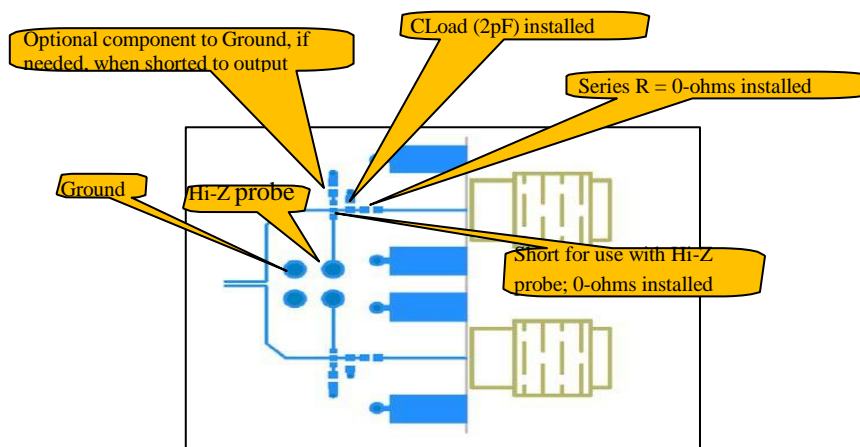 Optional component to Ground, if
needed, when shorted to output
CLoad (2pF) installed
Series R = 0-ohms installed
Ground
Hi-Z probe
Short for use with Hi-Z
probe; 0-ohms installed